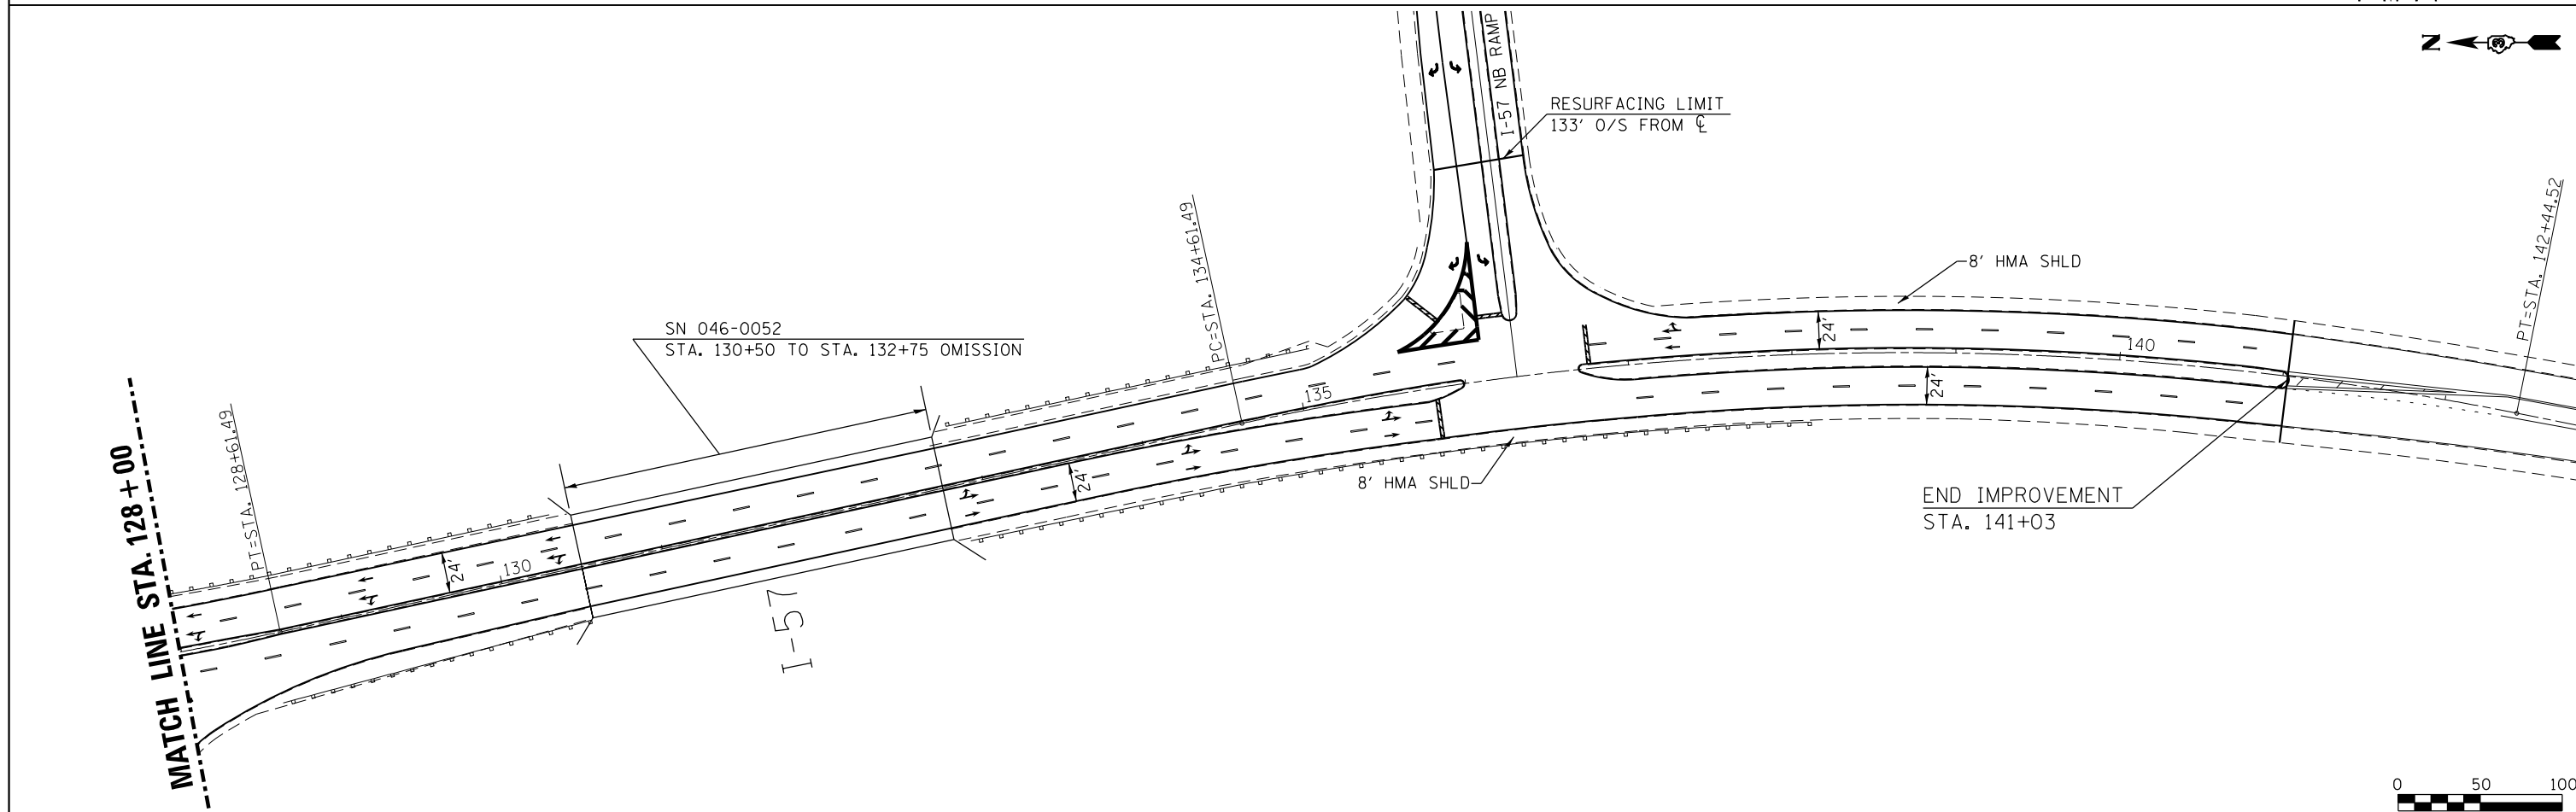 N
3
I-57 NB RAMP
RESURFACING LIMIT
133' O/S FROM ℄
PT=STA. 142+44.52
PC=STA. 134+61.49
8' HMA SHLD
SN 046-0052
STA. 130+50 TO STA. 132+75 OMISSION
24'
140
24'
135
MATCH LINE STA. 128+00
PT=STA. 128+61.49
24'
8' HMA SHLD
END IMPROVEMENT
STA. 141+03
24'
130
I-57
0 50 100